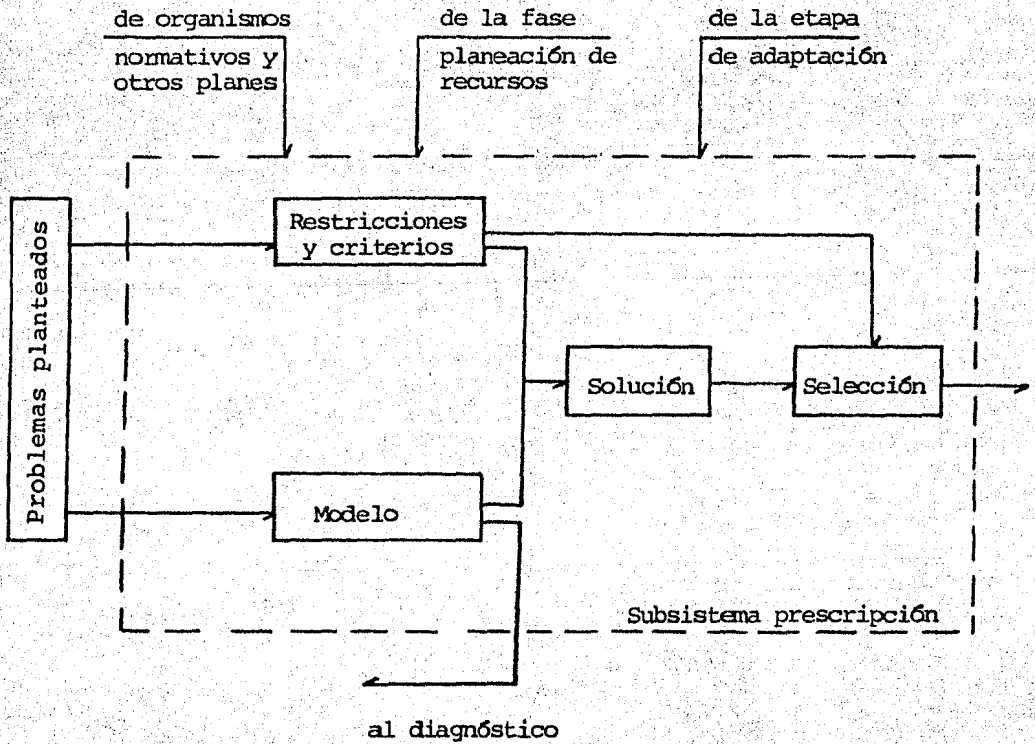 de organismos
normativos y
otros planes
de la fase
planeación de
recursos
de la etapa
de adaptación
Problemas planteados
Restricciones
y criterios
Solución
Selección
Modelo
Subsistema prescripción
al diagnóstico